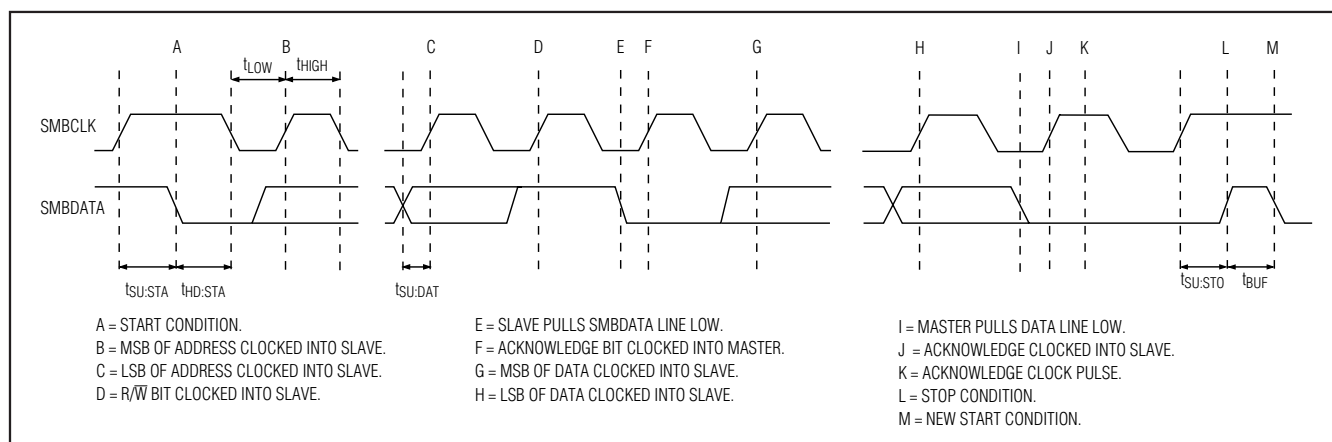 A B C D E F G H I J K L M
tLOW tHIGH
SMBCLK
SMBDATA
tSU:STA tHD:STA tSU:DAT tSU:STO tBUF
A = START CONDITION.
B = MSB OF ADDRESS CLOCKED INTO SLAVE.
C = LSB OF ADDRESS CLOCKED INTO SLAVE.
D = R/W̅ BIT CLOCKED INTO SLAVE.
E = SLAVE PULLS SMBDATA LINE LOW.
F = ACKNOWLEDGE BIT CLOCKED INTO MASTER.
G = MSB OF DATA CLOCKED INTO SLAVE.
H = LSB OF DATA CLOCKED INTO SLAVE.
I = MASTER PULLS DATA LINE LOW.
J = ACKNOWLEDGE CLOCKED INTO SLAVE.
K = ACKNOWLEDGE CLOCK PULSE.
L = STOP CONDITION.
M = NEW START CONDITION.